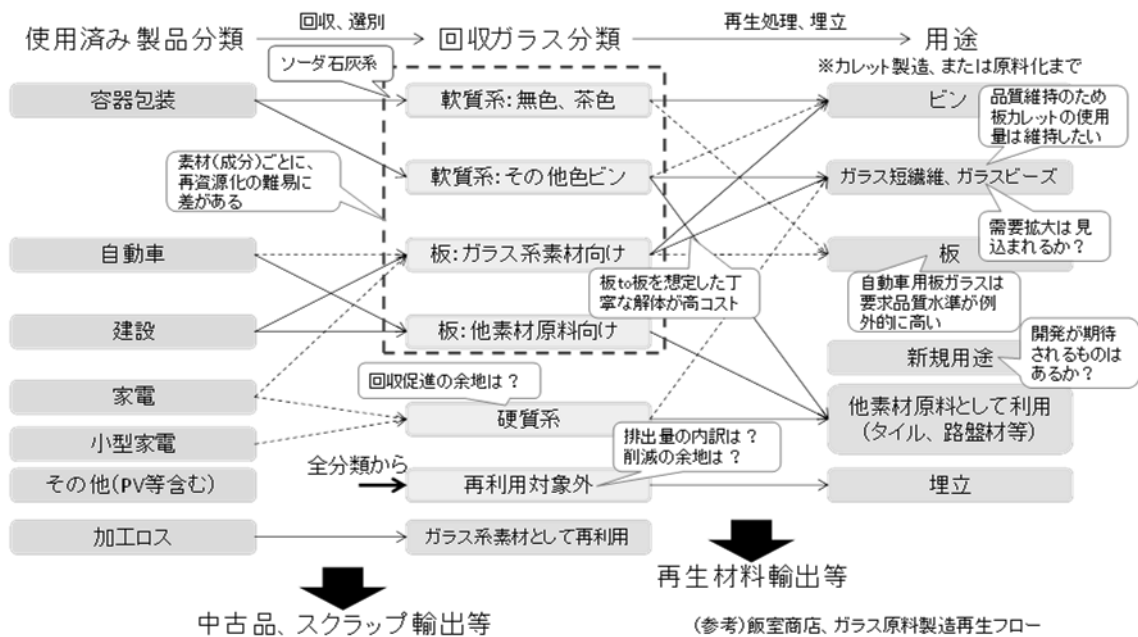 使用済み製品分類
回収、選別
回収ガラス分類
再生処理、埋立
用途
※カレット製造、または原料化まで
ソーダ石灰系
容器包装
軟質系：無色、茶色
ビン
品質維持のため
板カレットの使用
量は維持したい
素材(成分)ごとに、
再資源化の難易に
差がある
軟質系：その他色ビン
ガラス短繊維、ガラスビーズ
需要拡大は見
込まれるか？
自動車
板：ガラス系素材向け
板
板to板を想定した丁
寧な解体が高コスト
自動車用板ガラスは
要求品質水準が例
外的に高い
建設
板：他素材原料向け
新規用途
開発が期待
されるものは
あるか？
回収促進の余地は？
家電
硬質系
他素材原料として利用
(タイル、路盤材等)
小型家電
排出量の内訳は？
削減の余地は？
全分類から
その他(PV等含む)
再利用対象外
埋立
加工ロス
ガラス系素材として再利用
再生材料輸出等
中古品、スクラップ輸出等
(参考)飯室商店、ガラス原料製造再生フロー